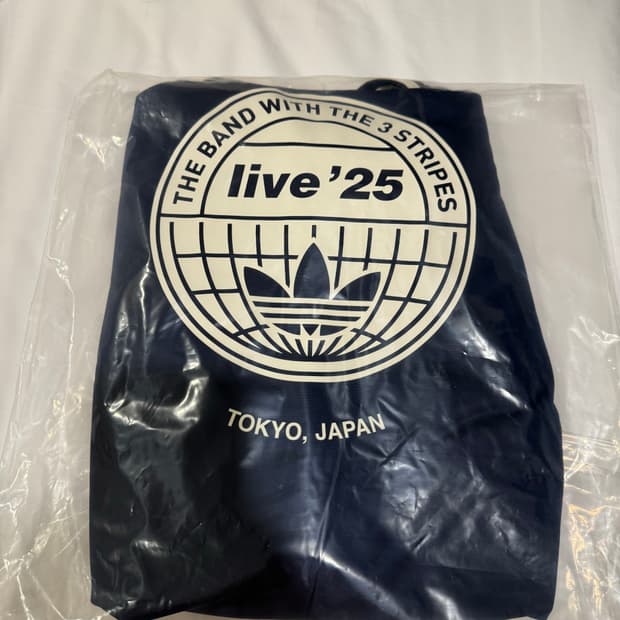 THE BAND WITH THE 3 STRIPES
live '25
TOKYO, JAPAN